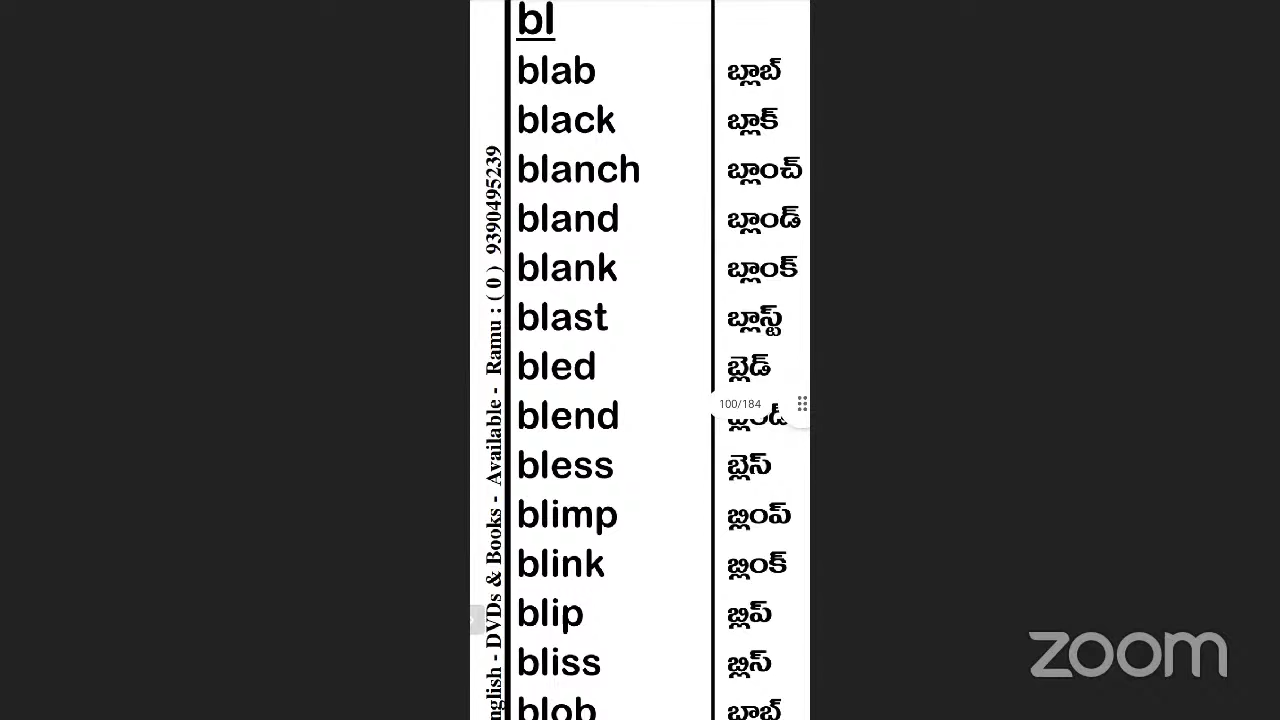 bl
blab బ్లాబ్
black బ్లాక్
blanch బ్లాంచ్
bland బ్లాండ్
blank బ్లాంక్
blast బ్లాస్ట్
bled బ్లెడ్
100/184
blend
bless బ్లెస్
blimp బ్లింప్
blink బ్లింక్
blip బ్లిప్
bliss బ్లిస్
blob బ్లాబ్
nglish - DVDs & Books - Available - Ramu : ( 0 ) 9390495239
zoom